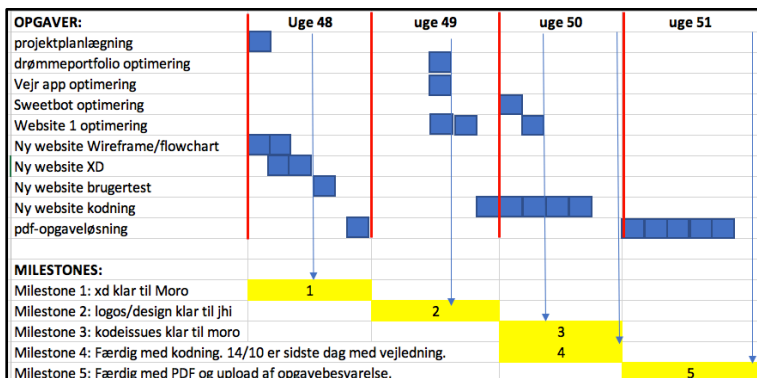 OPGAVER: Uge 48 uge 49 uge 50 uge 51
projektplanlægning
drømmeportfolio optimering
Vejr app optimering
Sweetbot optimering
Website 1 optimering
Ny website Wireframe/flowchart
Ny website XD
Ny website brugertest
Ny website kodning
pdf-opgaveløsning
MILESTONES:
Milestone 1: xd klar til Moro 1
Milestone 2: logos/design klar til jhi 2
Milestone 3: kodeissues klar til moro 3
Milestone 4: Færdig med kodning. 14/10 er sidste dag med vejledning. 4
Milestone 5: Færdig med PDF og upload af opgavebesvarelse. 5